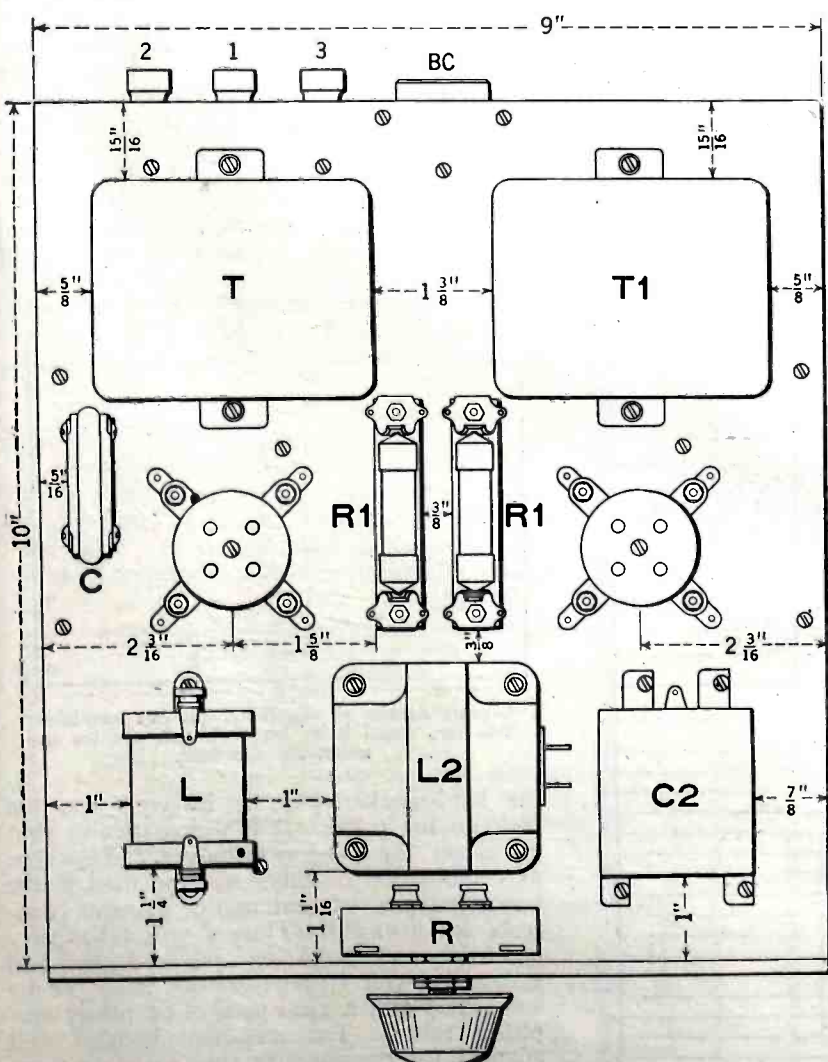 9"
2 1 3 BC
15"/16 15"/16
T T1
5/8" 1 3/8" 5/8"
10"
5/16" R1 3/8" R1
C
2 3/16" 1 5/8" 3/8" 2 3/16"
L L2 C2
1" 1" 7/8"
1 1/4" 1 1/16" 1"
R